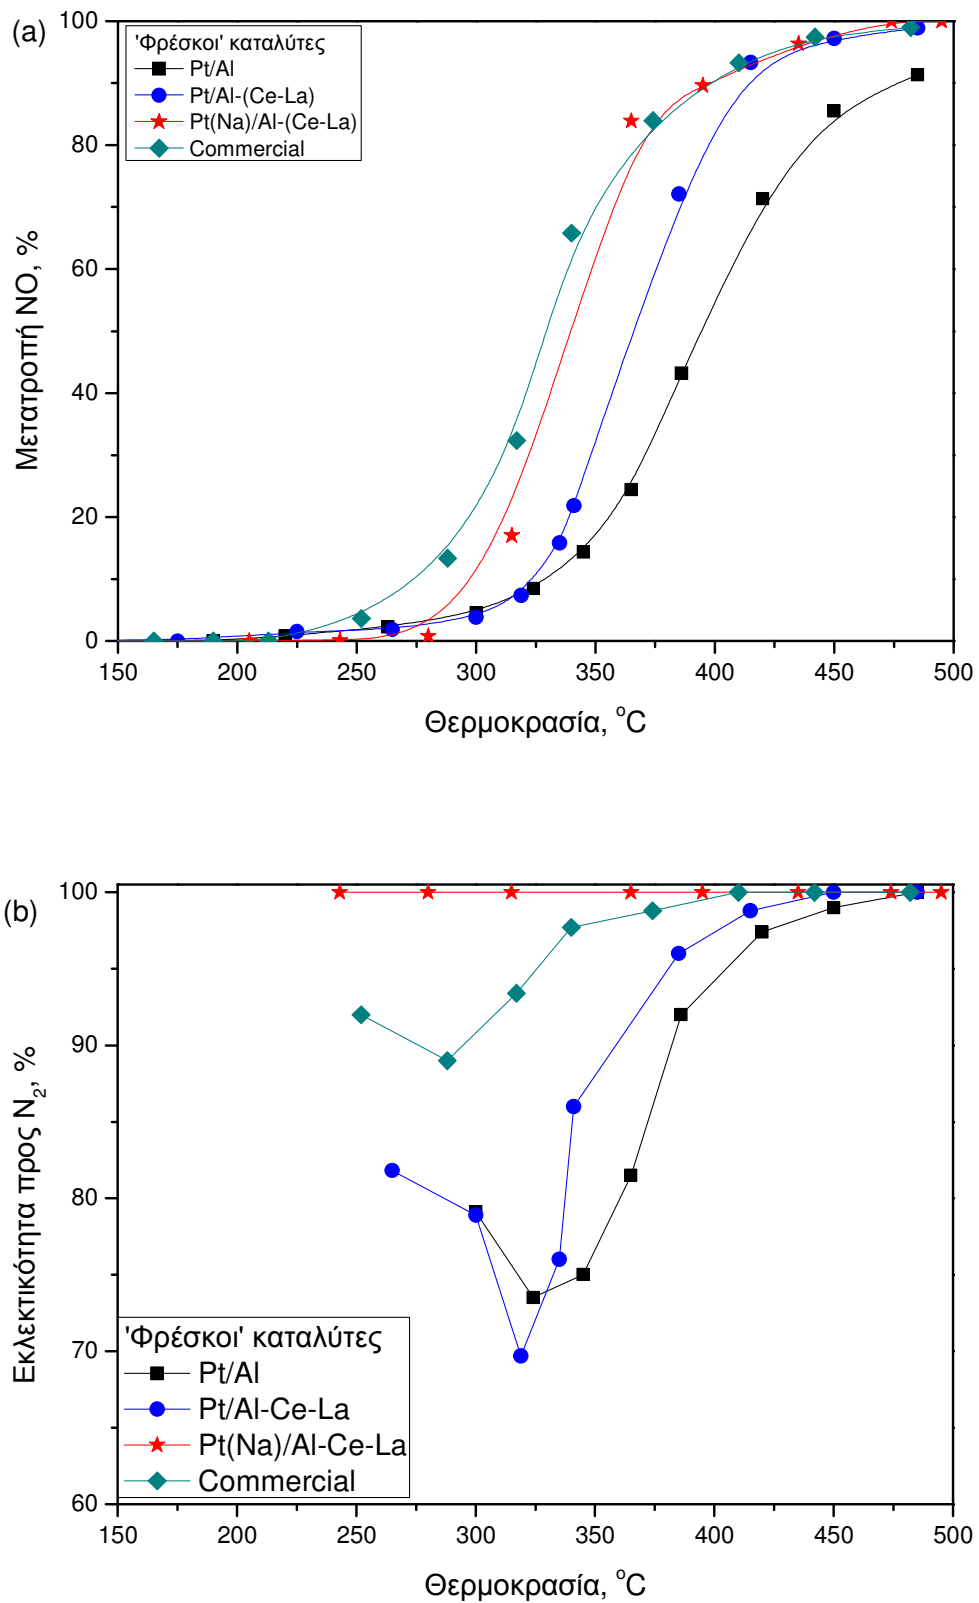 (a)
'Φρέσκοι' καταλύτες
Pt/Al
Pt/Al-(Ce-La)
Pt(Na)/Al-(Ce-La)
Commercial
100
80
60
40
20
0
Μετατροπή NO, %
150 200 250 300 350 400 450 500
Θερμοκρασία, °C
(b)
100
90
80
70
60
Εκλεκτικότητα προς N₂, %
'Φρέσκοι' καταλύτες
Pt/Al
Pt/Al-Ce-La
Pt(Na)/Al-Ce-La
Commercial
150 200 250 300 350 400 450 500
Θερμοκρασία, °C